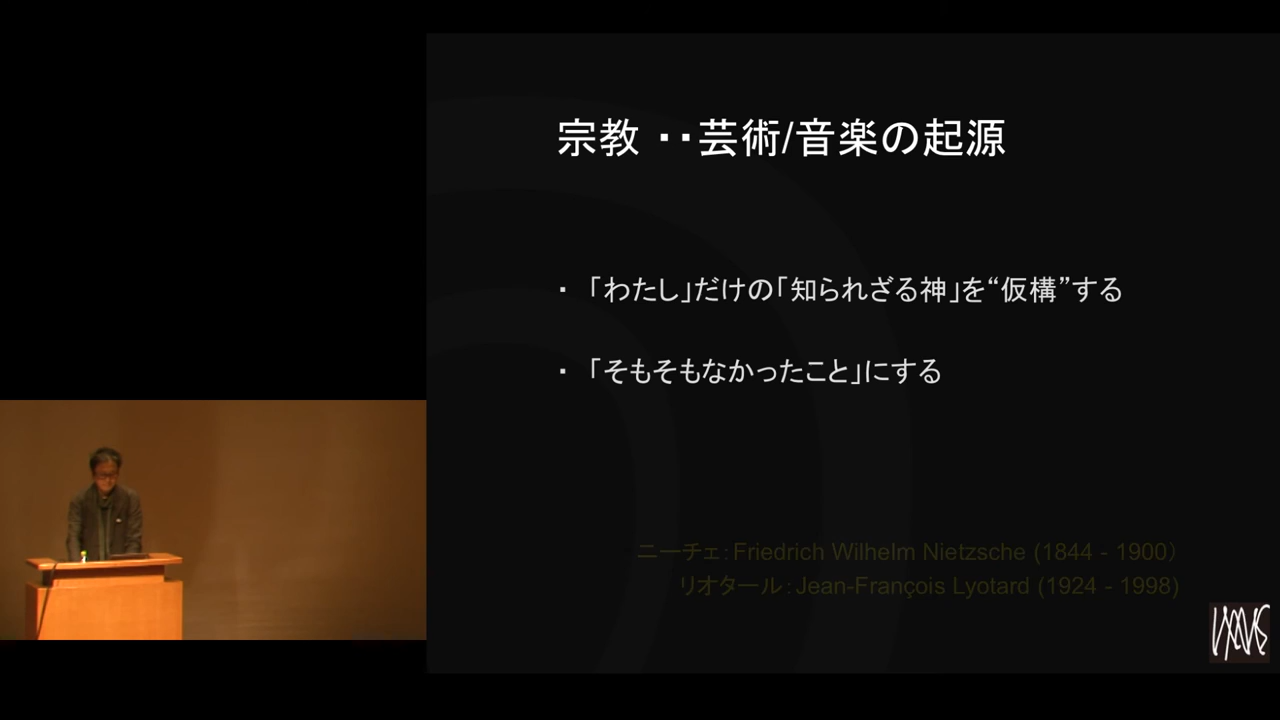 宗教 ・・芸術/音楽の起源
・ 「わたし」だけの「知られざる神」を“仮構”する
・ 「そもそもなかったこと」にする
ニーチェ：Friedrich Wilhelm Nietzsche (1844 - 1900）
リオタール：Jean-François Lyotard (1924 - 1998)